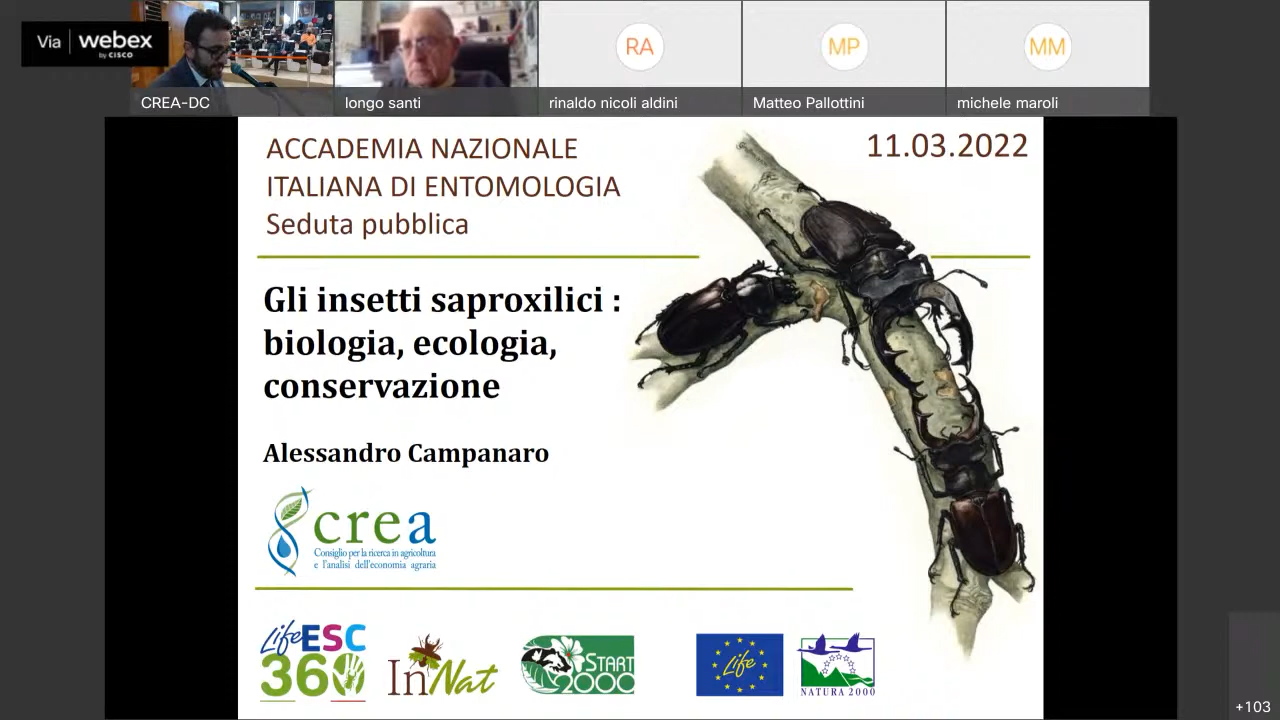 Via webex
by CISCO
RA
MP
MM
CREA-DC
longo santi
rinaldo nicoli aldini
Matteo Pallottini
michele maroli
ACCADEMIA NAZIONALE
ITALIANA DI ENTOMOLOGIA
Seduta pubblica
11.03.2022
Gli insetti saproxilici :
biologia, ecologia,
conservazione
Alessandro Campanaro
crea
Consiglio per la ricerca in agricoltura
e l'analisi dell'economia agraria
Life ESC
360
InNat
START
2000
Life
NATURA 2000
+103